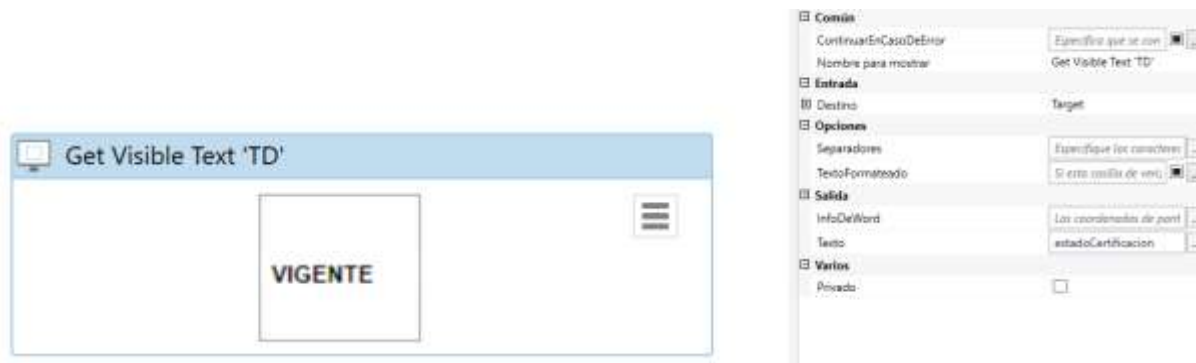 Get Visible Text 'TD'
VIGENTE
Común
ContinuarEnCasoDeError
Especifica que se con
Nombre para mostrar
Get Visible Text 'TD'
Entrada
Destino
Target
Opciones
Separadores
Especifique los caracteres
TextoFormateado
Si esta casilla de veri
Salida
InfoDeWord
Las coordenadas de pant
Texto
estadoCertificacion
Varios
Privado